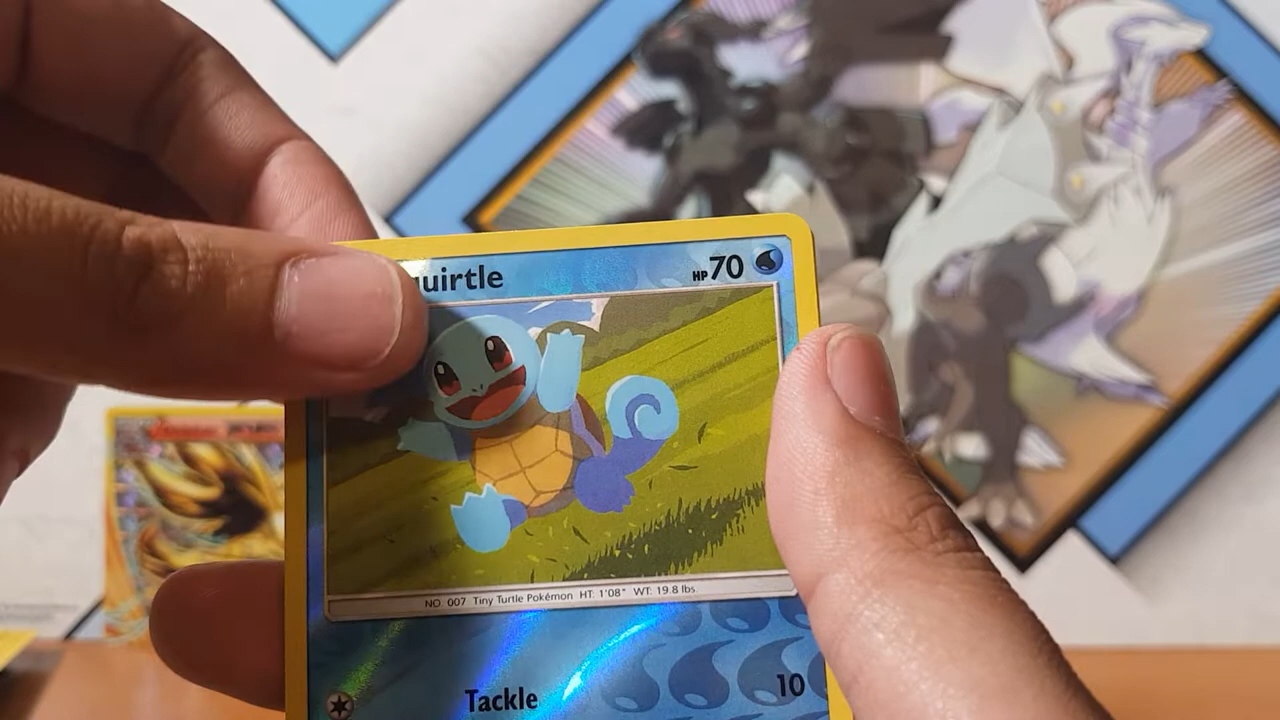 uirtle HP 70
NO. 007 Tiny Turtle Pokémon HT: 1'08" WT: 19.8 lbs.
Tackle 10